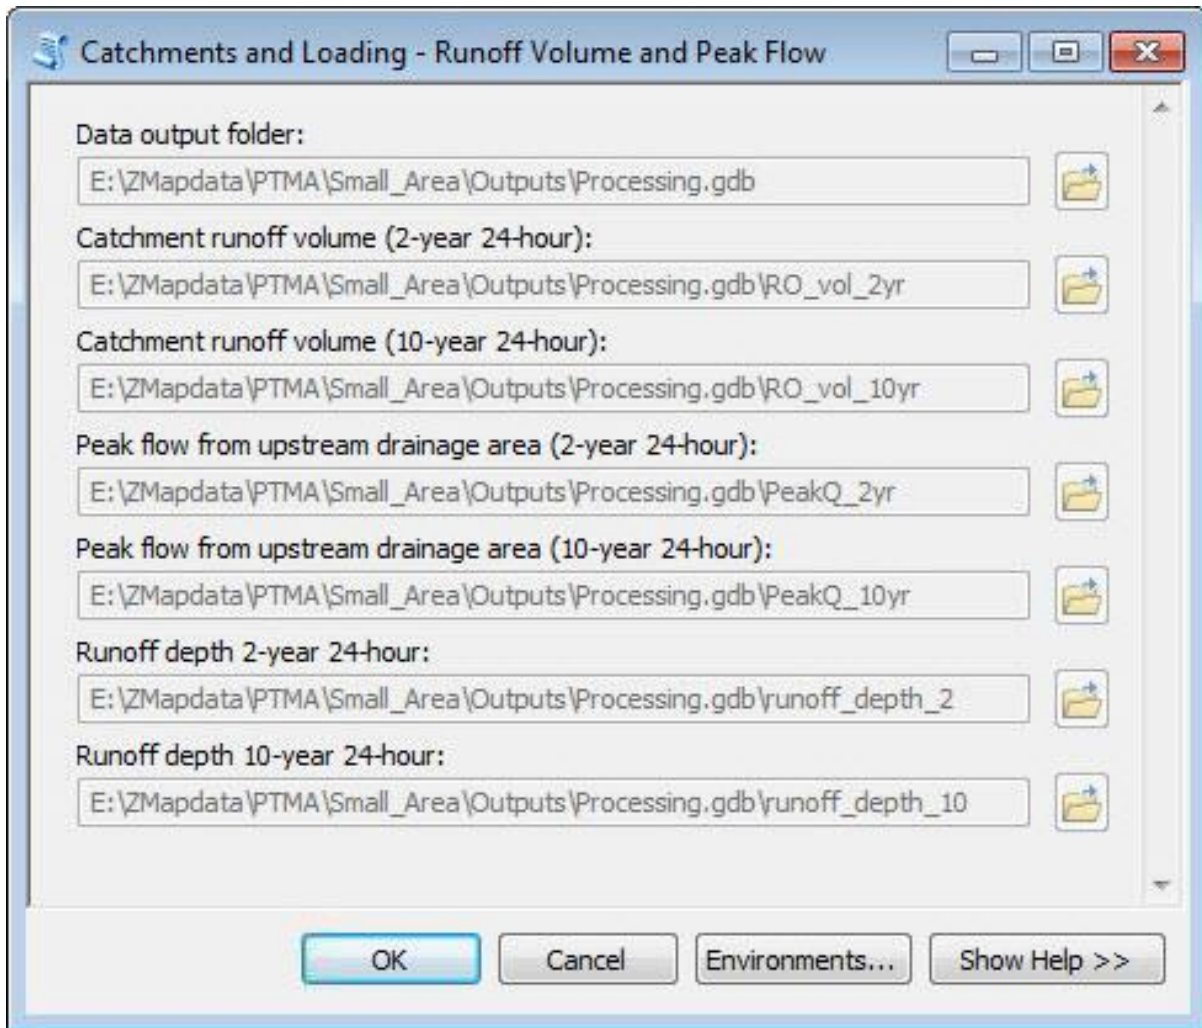 Catchments and Loading - Runoff Volume and Peak Flow
Data output folder:
E:\ZMapdata\PTMA\Small_Area\Outputs\Processing.gdb
Catchment runoff volume (2-year 24-hour):
E:\ZMapdata\PTMA\Small_Area\Outputs\Processing.gdb\RO_vol_2yr
Catchment runoff volume (10-year 24-hour):
E:\ZMapdata\PTMA\Small_Area\Outputs\Processing.gdb\RO_vol_10yr
Peak flow from upstream drainage area (2-year 24-hour):
E:\ZMapdata\PTMA\Small_Area\Outputs\Processing.gdb\PeakQ_2yr
Peak flow from upstream drainage area (10-year 24-hour):
E:\ZMapdata\PTMA\Small_Area\Outputs\Processing.gdb\PeakQ_10yr
Runoff depth 2-year 24-hour:
E:\ZMapdata\PTMA\Small_Area\Outputs\Processing.gdb\runoff_depth_2
Runoff depth 10-year 24-hour:
E:\ZMapdata\PTMA\Small_Area\Outputs\Processing.gdb\runoff_depth_10
OK Cancel Environments... Show Help >>